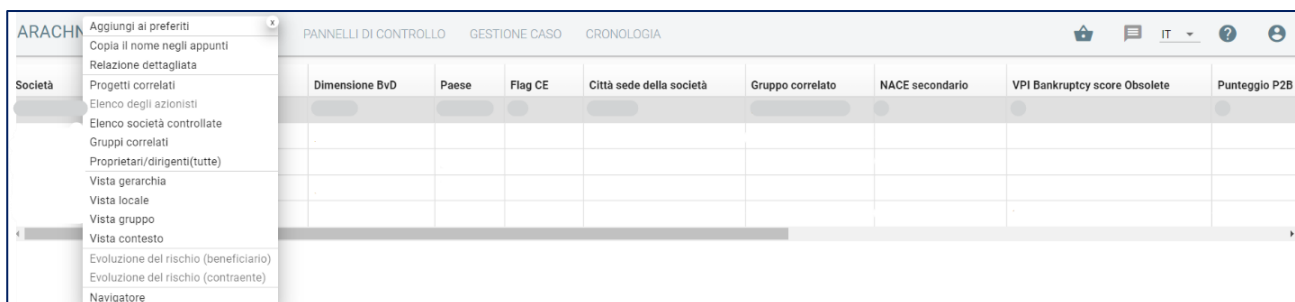 ARACHN
PANNELLI DI CONTROLLO GESTIONE CASO CRONOLOGIA IT
Aggiungi ai preferiti x
Copia il nome negli appunti
Relazione dettagliata
Progetti correlati
Elenco degli azionisti
Elenco società controllate
Gruppi correlati
Proprietari/dirigenti(tutte)
Vista gerarchia
Vista locale
Vista gruppo
Vista contesto
Evoluzione del rischio (beneficiario)
Evoluzione del rischio (contraente)
Navigatore
Società Dimensione BvD Paese Flag CE Città sede della società Gruppo correlato NACE secondario VPI Bankruptcy score Obsolete Punteggio P2B